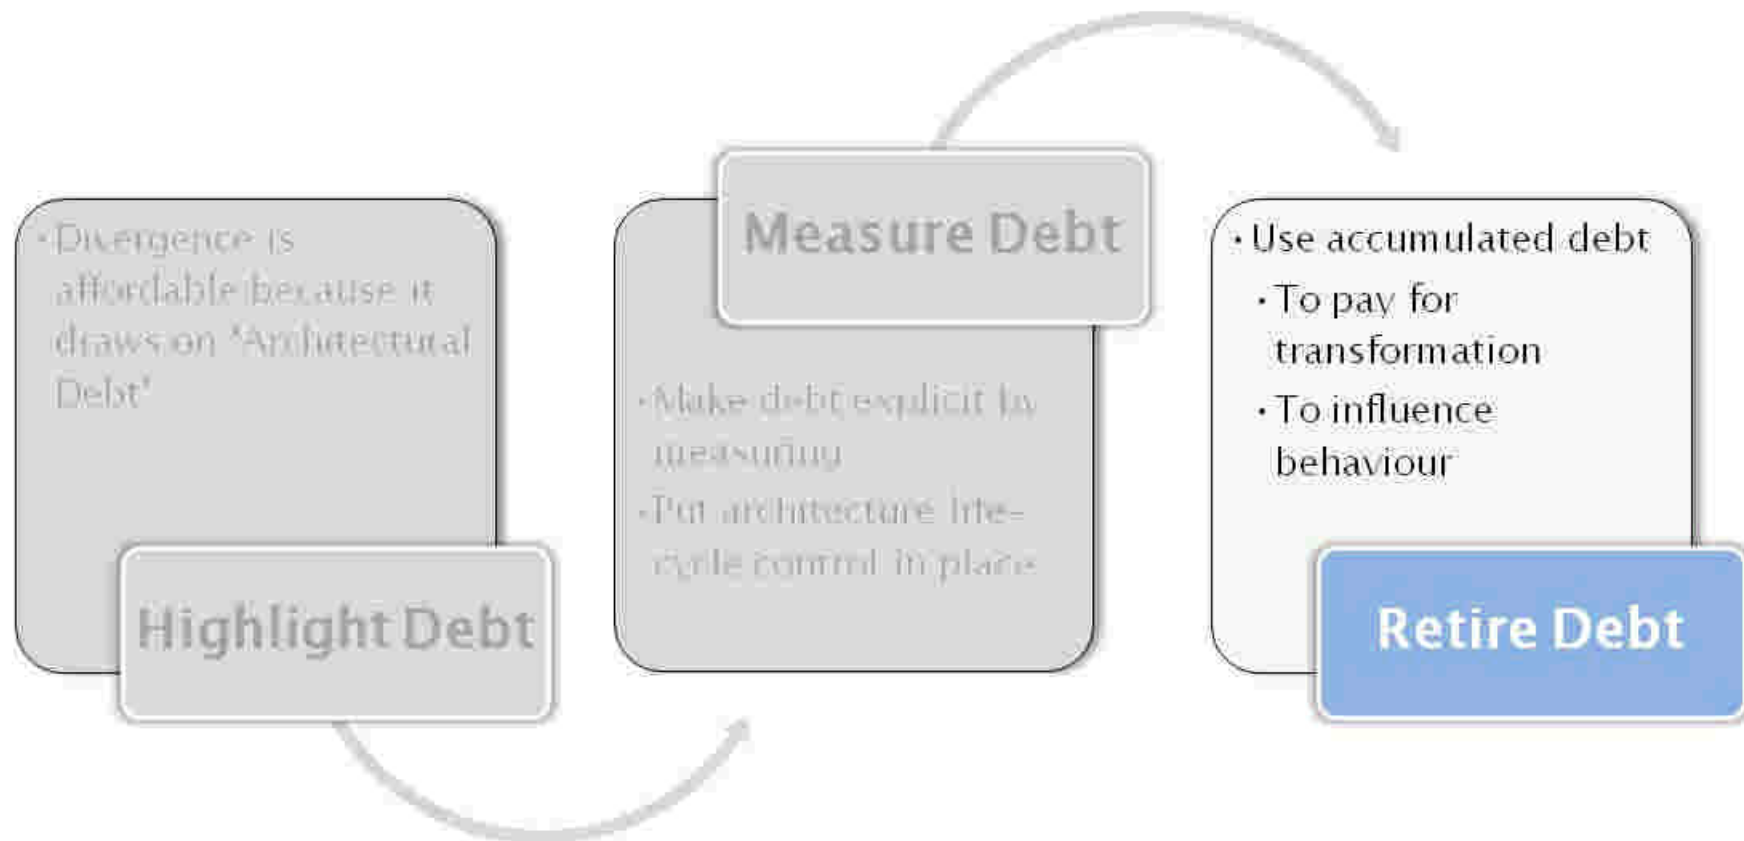 • Divergence is
affordable because it
draws on 'Architectural
Debt'
Highlight Debt
Measure Debt
• Make debt explicit by
measuring
• Put architecture life-
cycle control in place
• Use accumulated debt
• To pay for
transformation
• To influence
behaviour
Retire Debt